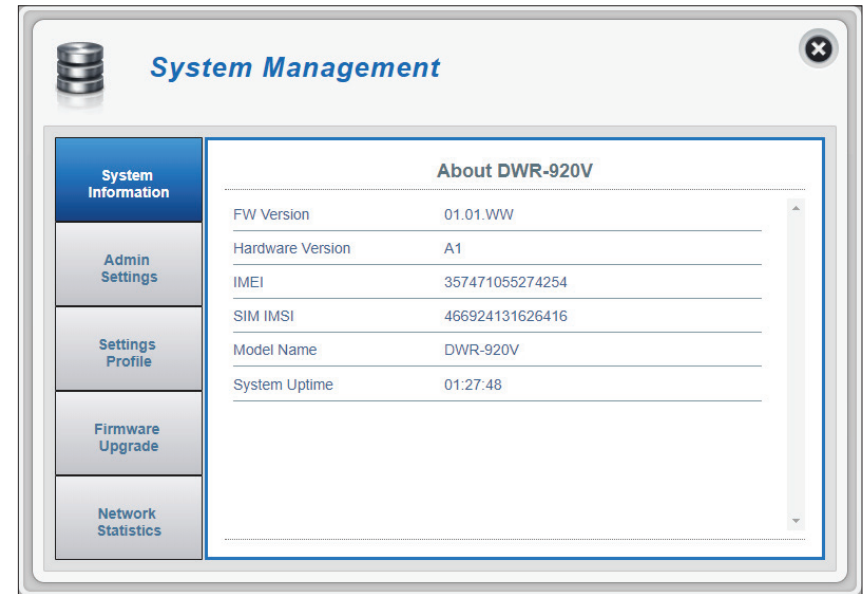 System Management
System
Information
Admin
Settings
Settings
Profile
Firmware
Upgrade
Network
Statistics
About DWR-920V
FW Version 01.01.WW
Hardware Version A1
IMEI 357471055274254
SIM IMSI 466924131626416
Model Name DWR-920V
System Uptime 01:27:48